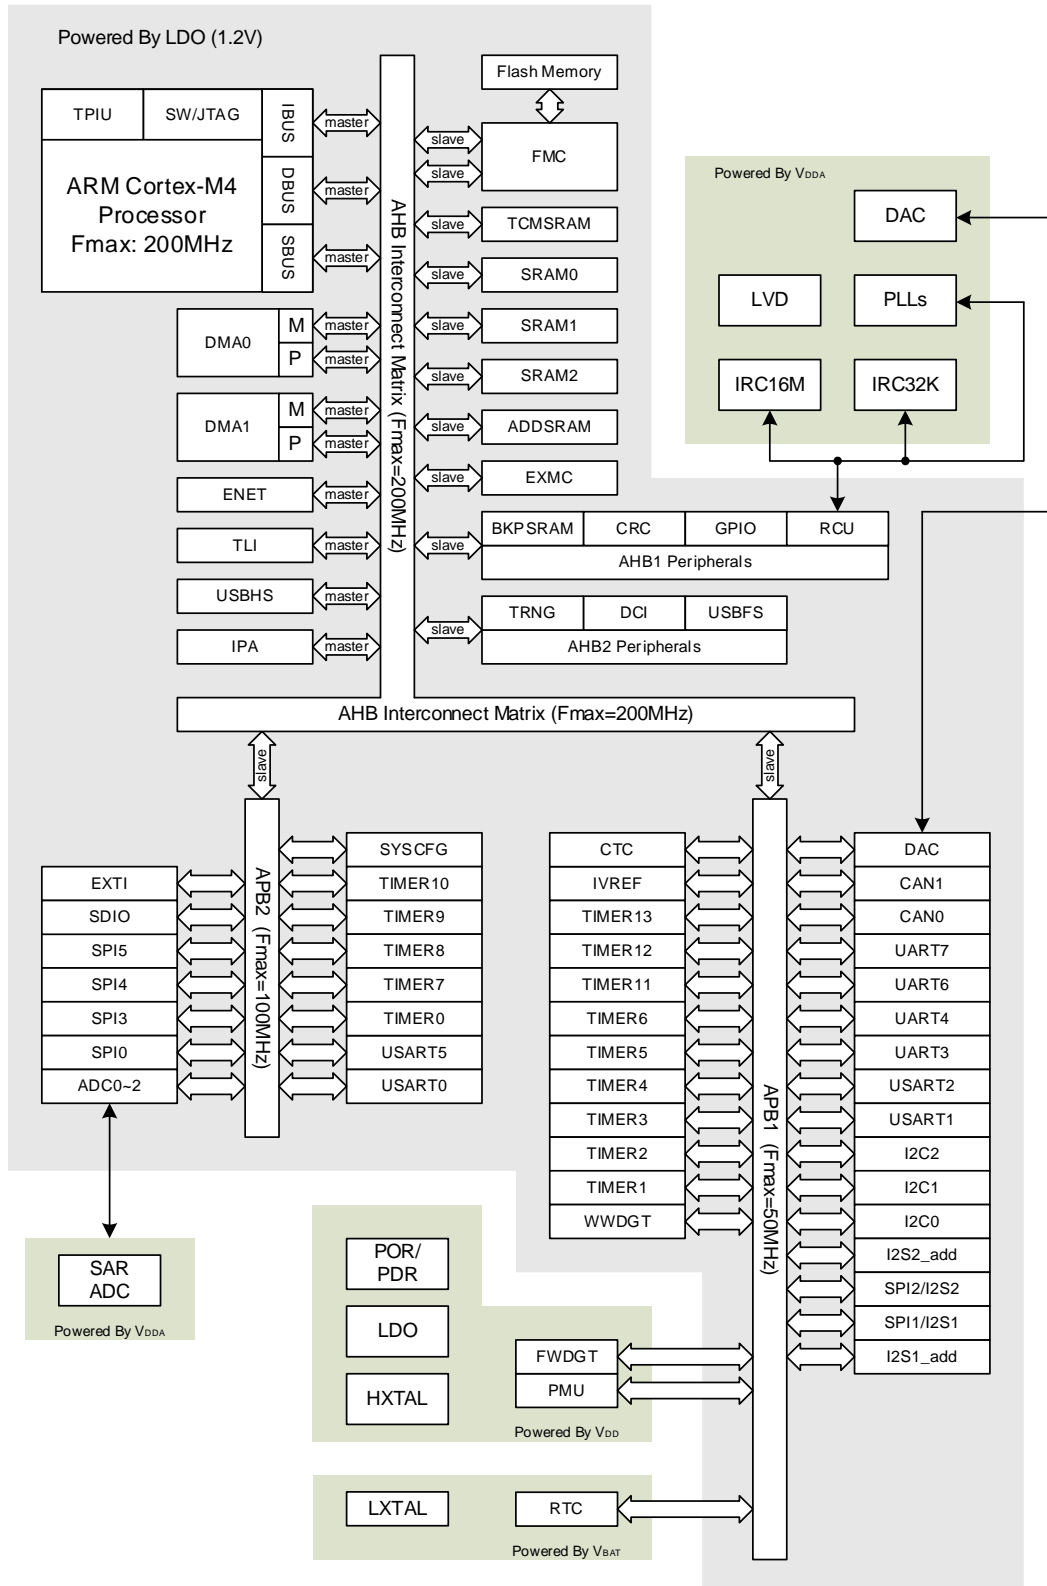 Powered By LDO (1.2V)
TPIU
SW/JTAG
IBUS
DBUS
SBUS
ARM Cortex-M4
Processor
Fmax: 200MHz
master
master
master
DMA0
M
P
master
master
DMA1
M
P
master
master
ENET
master
TLI
master
USBHS
master
IPA
master
AHB Interconnect Matrix (Fmax=200MHz)
Flash Memory
slave
slave
FMC
slave
TCMSRAM
slave
SRAM0
slave
SRAM1
slave
SRAM2
slave
ADDSRAM
slave
EXMC
slave
BKPSRAM
CRC
GPIO
RCU
AHB1 Peripherals
slave
TRNG
DCI
USBFS
AHB2 Peripherals
Powered By VDDA
DAC
LVD
PLLs
IRC16M
IRC32K
AHB Interconnect Matrix (Fmax=200MHz)
slave
slave
EXTI
SDIO
SPI5
SPI4
SPI3
SPI0
ADC0~2
APB2 (Fmax=100MHz)
SYSCFG
TIMER10
TIMER9
TIMER8
TIMER7
TIMER0
USART5
USART0
CTC
IVREF
TIMER13
TIMER12
TIMER11
TIMER6
TIMER5
TIMER4
TIMER3
TIMER2
TIMER1
WWDGT
APB1 (Fmax=50MHz)
DAC
CAN1
CAN0
UART7
UART6
UART4
UART3
USART2
USART1
I2C2
I2C1
I2C0
I2S2_add
SPI2/I2S2
SPI1/I2S1
I2S1_add
SAR
ADC
Powered By VDDA
POR/
PDR
LDO
HXTAL
FWDGT
PMU
Powered By VDD
LXTAL
RTC
Powered By VBAT